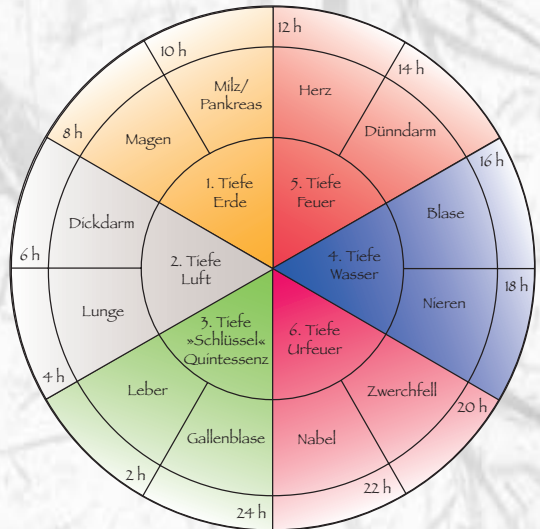 12 h
10 h
14 h
Milz/
Pankreas
Herz
8 h
Magen
Dünndarm
16 h
1. Tiefe
Erde
5. Tiefe
Feuer
Dickdarm
Blase
6 h
2. Tiefe
Luft
4. Tiefe
Wasser
18 h
Lunge
Nieren
3. Tiefe
»Schlüssel«
Quintessenz
6. Tiefe
Urfeuer
4 h
Leber
Zwerchfell
20 h
Gallenblase
Nabel
2 h
22 h
24 h